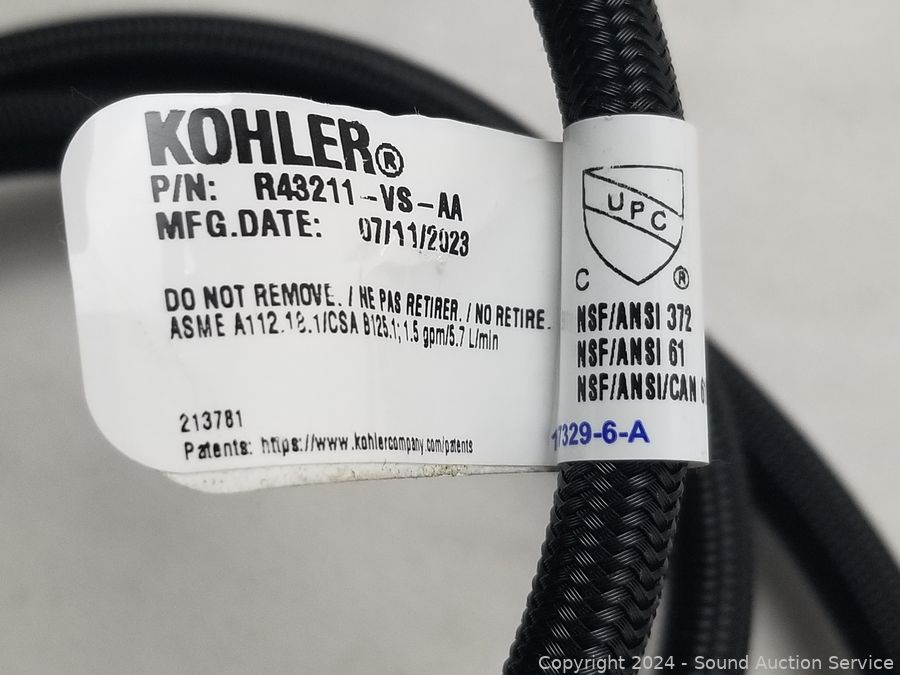 KOHLER®
P/N: R43211-VS-AA
MFG.DATE: 07/11/2023
DO NOT REMOVE. / NE PAS RETIRER. / NO RETIRE.
ASME A112.18.1/CSA B125.1; 1.5 gpm/5.7 L/min
213781
Patents: https://www.kohlercompany.com/patents
UPC
C ®
NSF/ANSI 372
NSF/ANSI 61
NSF/ANSI/CAN
7329-6-A
Copyright 2024 - Sound Auction Service